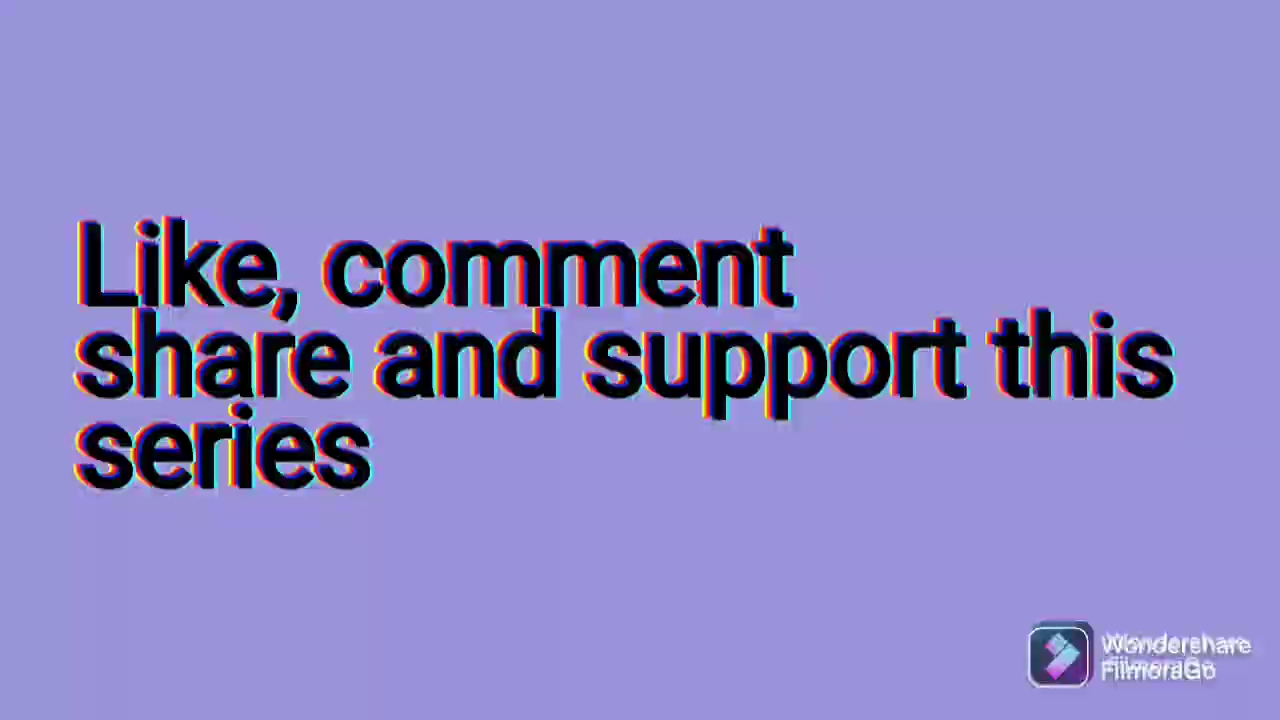 Like, comment
share and support this
series
Wondershare
FilmoraGo